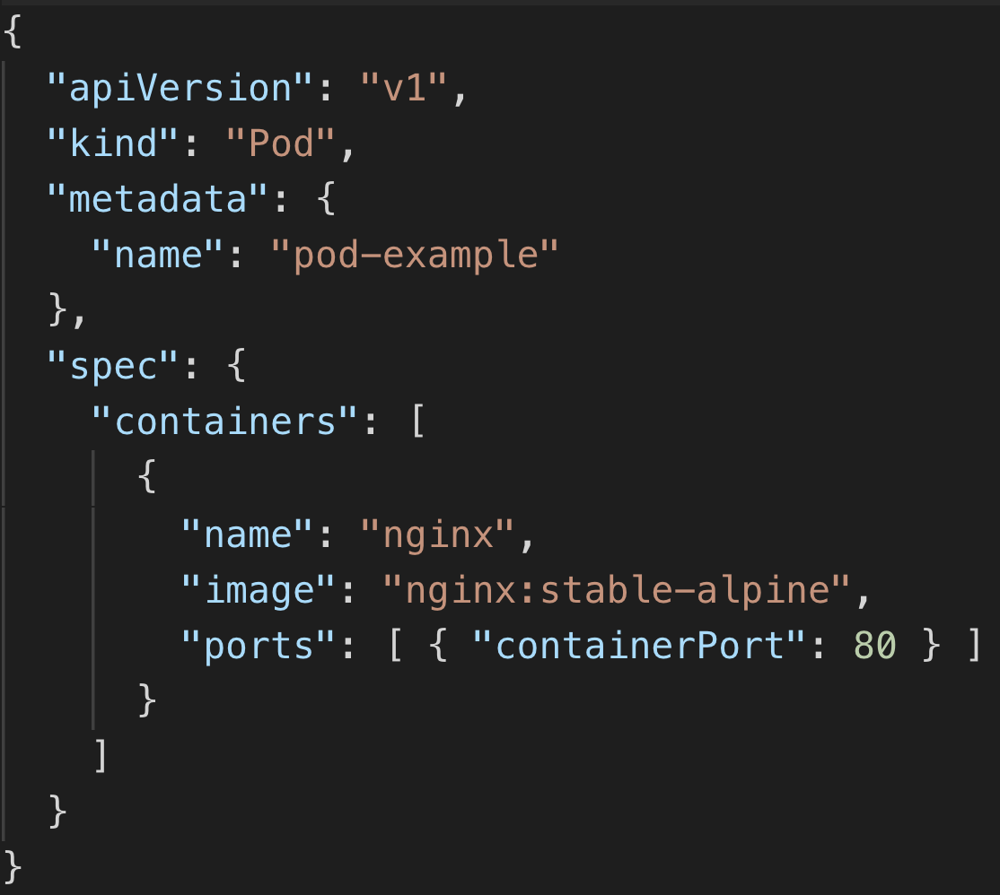 {
  "apiVersion": "v1",
  "kind": "Pod",
  "metadata": {
    "name": "pod-example"
  },
  "spec": {
    "containers": [
      {
        "name": "nginx",
        "image": "nginx:stable-alpine",
        "ports": [ { "containerPort": 80 } ]
      }
    ]
  }
}